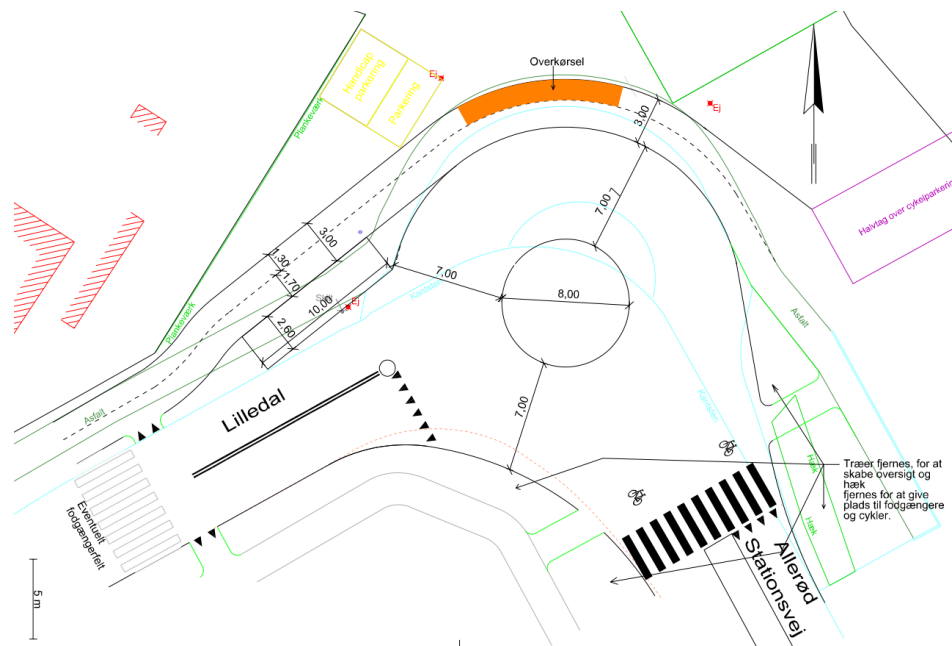 Overkørsel
Handicap
parkering
Parkering
Ej
Ej
Plankeværk
3,00
7,00
Halvtag over cykelparkerin
3,00
1,30
1,70
7,00
8,00
10,00
Ej
2,60
Kantsten
Plankeværk
Asfalt
Asfalt
Lilledal
7,00
Kantsten
Hæk
Hæk
Træer fjernes, for at
skabe oversigt og
hæk
fjernes for at give
plads til fodgængere
og cykler.
Eventuelt
fodgængerfelt
Allerød
Stationsvej
5 m